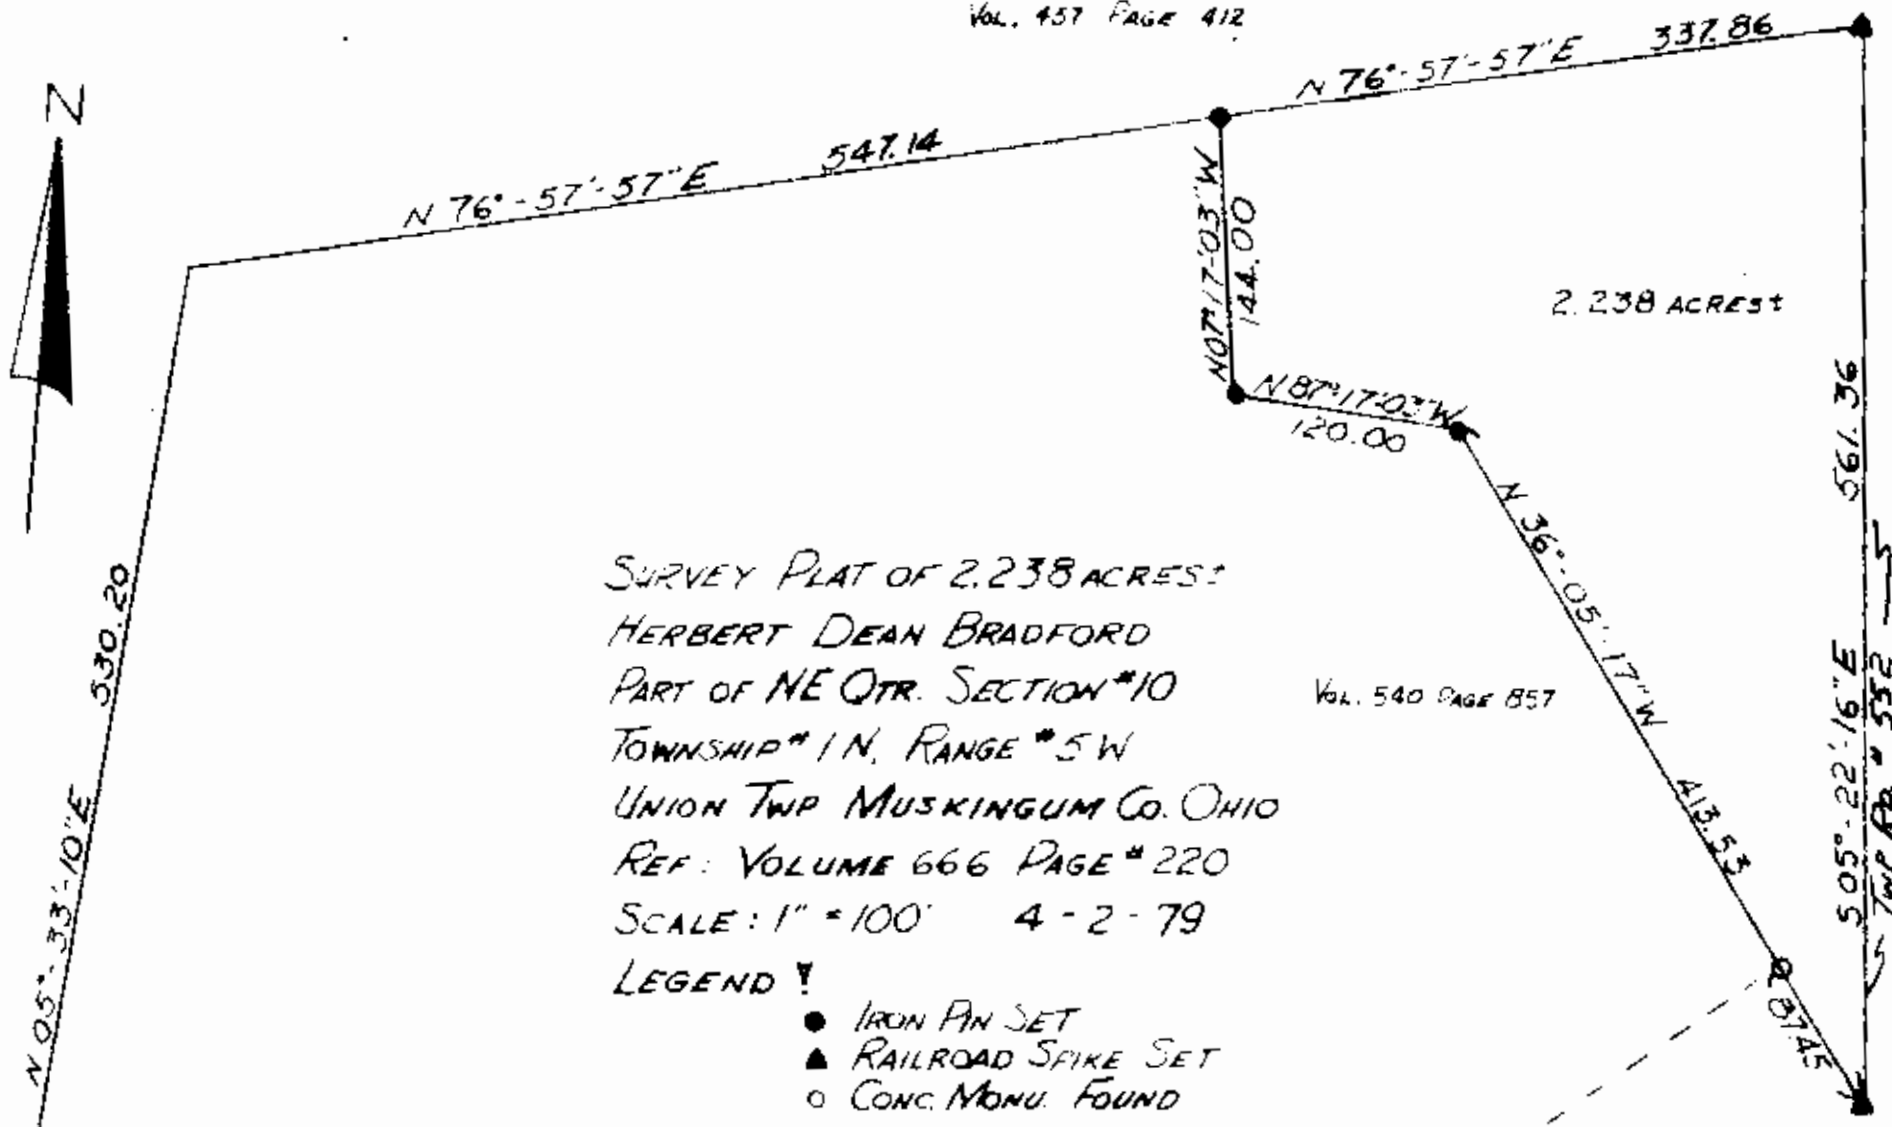 VOL. 457 PAGE 412
337.86
N 76°-57'-57"E
547.14
N 76°-57'-57"E
N
N07°17'-03"W
144.00
2.238 ACRES±
N 87°17'03"W
120.00
561.36
S05°-22'-16"E
TWP RD. # 552
N 36°-05'-17"W
413.53
87.45
530.20
N 05°-33'-10"E
SURVEY PLAT OF 2.238 ACRES±
HERBERT DEAN BRADFORD
PART OF NE QTR. SECTION #10
TOWNSHIP # 1 N, RANGE # 5 W
VOL. 540 PAGE 857
UNION TWP MUSKINGUM CO. OHIO
REF: VOLUME 666 PAGE # 220
SCALE: 1" = 100' 4-2-79
LEGEND
IRON PIN SET
RAILROAD SPIKE SET
CONC. MONU. FOUND